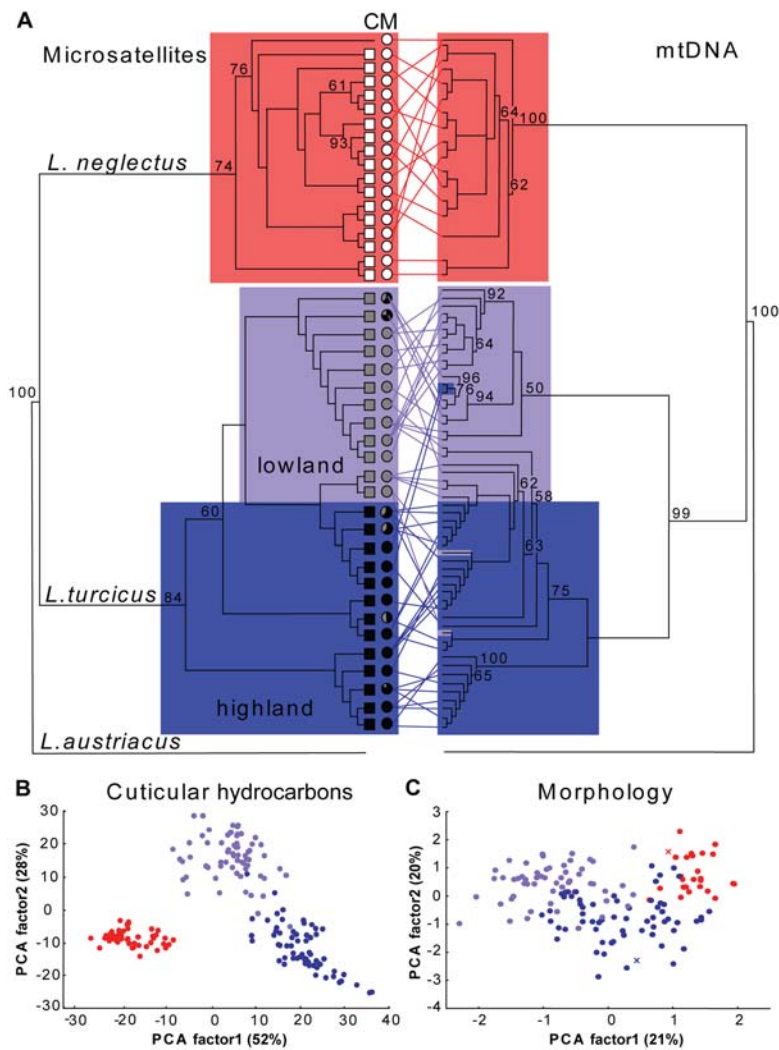 A
CM
Microsatellites
mtDNA
76
61
93
74
L. neglectus
64
100
62
92
64
96
76
94
50
100
100
lowland
60
62
58
63
99
75
L.turcicus
84
100
65
highland
L.austriacus
B Cuticular hydrocarbons
30
20
10
0
-10
-20
-30
PCA factor2 (28%)
-30 -20 -10 0 10 20 30 40
PCA factor1 (52%)
C Morphology
3
2
1
0
-1
-2
-3
-4
PCA factor2 (20%)
-2 -1 0 1 2
PCA factor1 (21%)